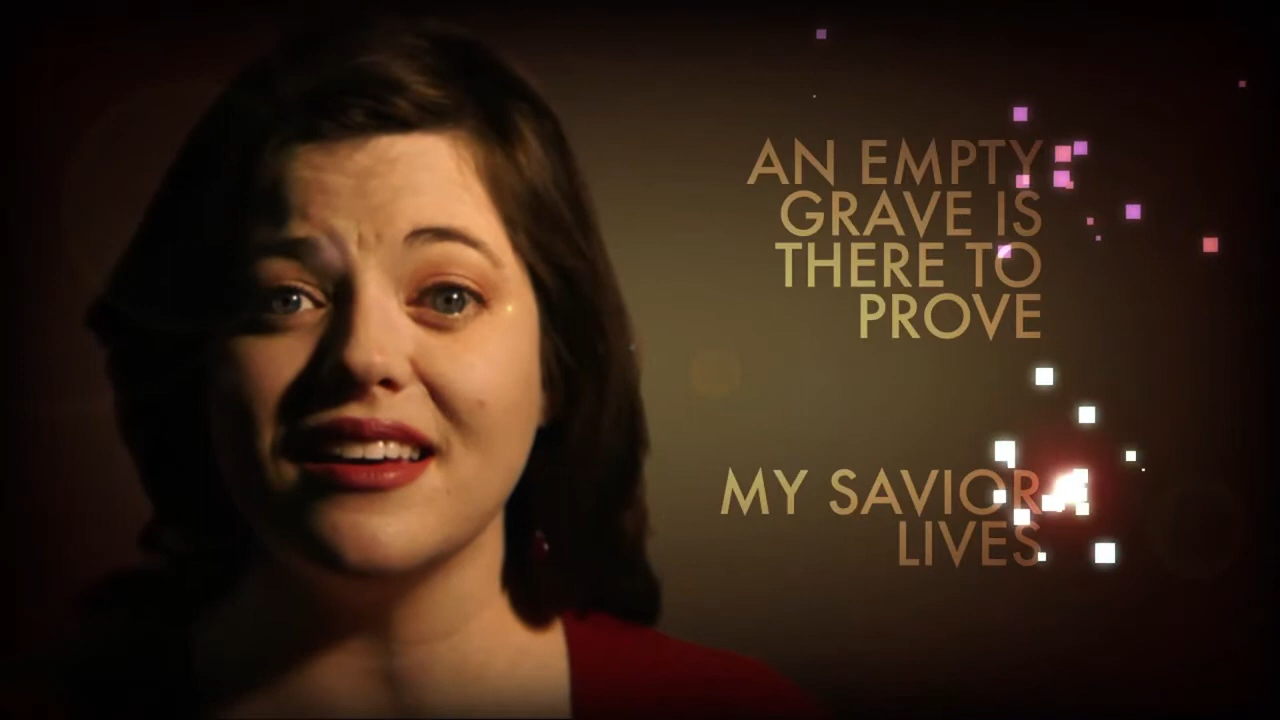 AN EMPTY
GRAVE IS
THERE TO
PROVE
MY SAVIOR
LIVES